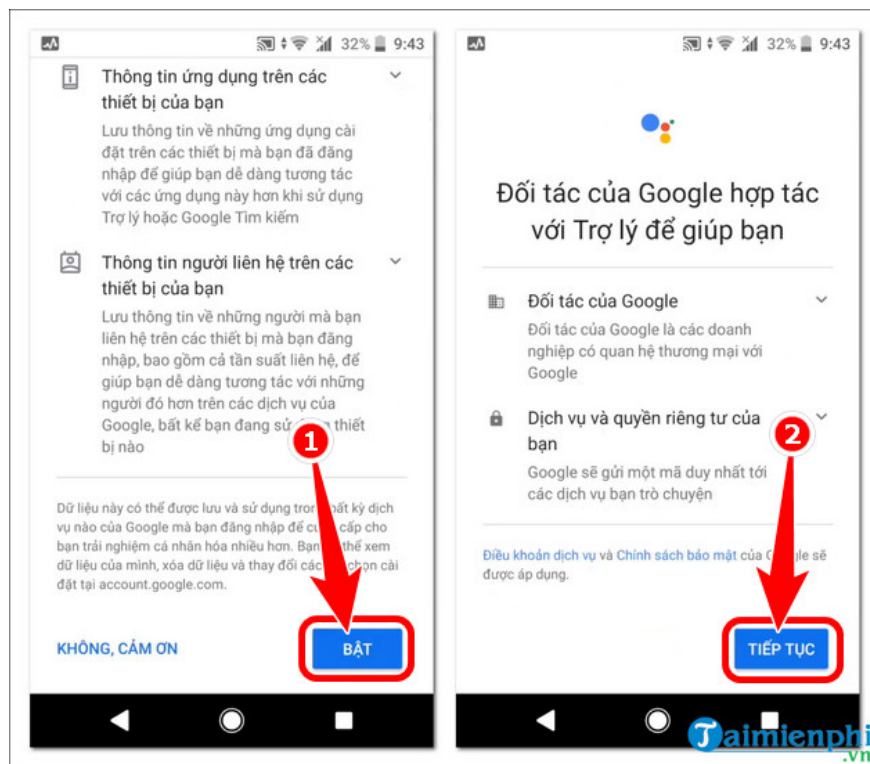 32% 9:43
Thông tin ứng dụng trên các
thiết bị của bạn
Lưu thông tin về những ứng dụng cài
đặt trên các thiết bị mà bạn đã đăng
nhập để giúp bạn dễ dàng tương tác
với các ứng dụng này hơn khi sử dụng
Trợ lý hoặc Google Tìm kiếm
Thông tin người liên hệ trên các
thiết bị của bạn
Lưu thông tin về những người mà bạn
liên hệ trên các thiết bị mà bạn đăng
nhập, bao gồm cả tần suất liên hệ, để
giúp bạn dễ dàng tương tác với những
người đó hơn trên các dịch vụ của
Google, bất kể bạn đang thiết
bị nào
1
Dữ liệu này có thể được lưu và sử dụng bất kỳ dịch
vụ nào của Google mà bạn đăng nhập để cấp cho
bạn trải nghiệm cá nhân hóa nhiều hơn. thể xem
dữ liệu của mình, xóa dữ liệu và thay đổi các chọn cài
đặt tại account.google.com.
KHÔNG, CẢM ƠN
BẬT
32% 9:43
Đối tác của Google hợp tác
với Trợ lý để giúp bạn
Đối tác của Google
Đối tác của Google là các doanh
nghiệp có quan hệ thương mại với
Google
Dịch vụ và quyền riêng tư của
bạn
2
Google sẽ gửi một mã duy nhất tới
các dịch vụ bạn trò chuyện
Điều khoản dịch vụ và Chính sách bảo mật của sẽ
được áp dụng.
TIẾP TỤC
Taimienphi
.vn